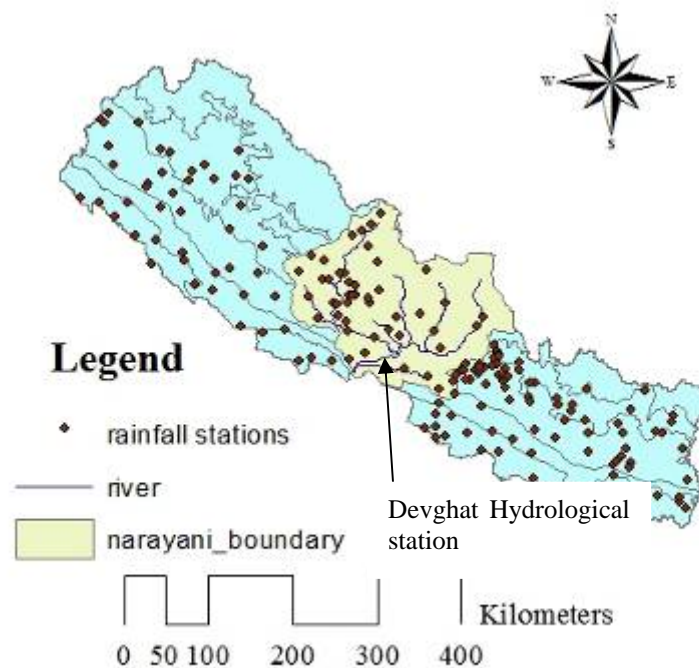 N
W E
S
Legend
rainfall stations
river
narayani_boundary
Devghat Hydrological
station
Kilometers
0 50 100 200 300 400